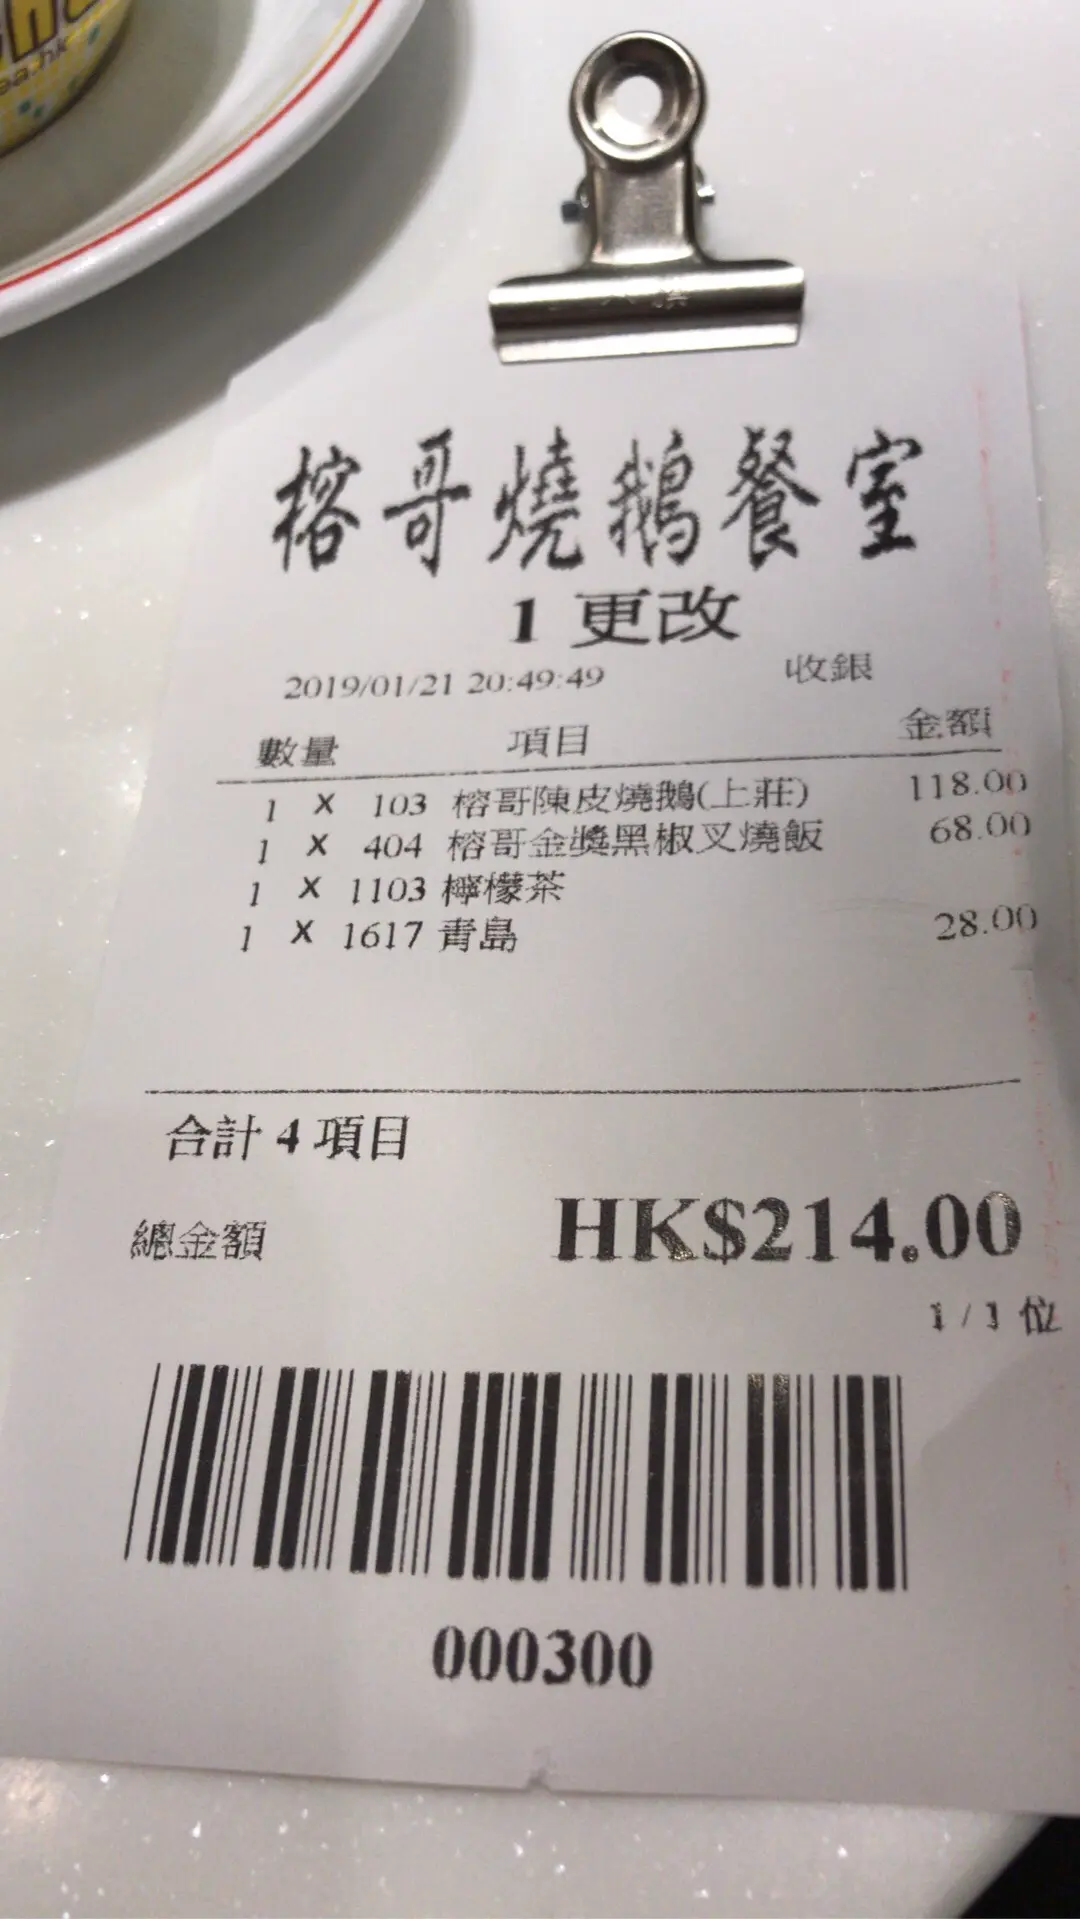 ea.hk
榕哥燒鵝餐室
1 更改
2019/01/21 20:49:49 收銀
數量 項目 金額
1 X 103 榕哥陳皮燒鵝(上莊) 118.00
1 X 404 榕哥金獎黑椒叉燒飯 68.00
1 X 1103 檸檬茶
1 X 1617 青島 28.00
合計 4 項目
總金額 HK$214.00
1 / 1 位
000300